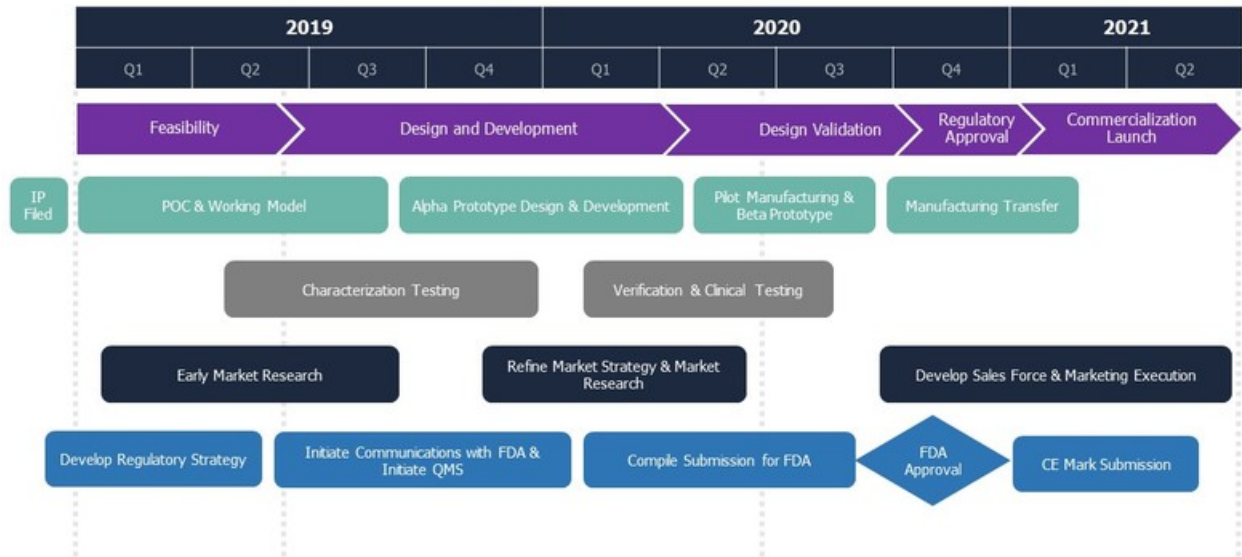 2019
2020
2021
Q1
Q2
Q3
Q4
Q1
Q2
Q3
Q4
Q1
Q2
Feasibility
Design and Development
Design Validation
Regulatory
Approval
Commercialization
Launch
IP
Filed
POC & Working Model
Alpha Prototype Design & Development
Pilot Manufacturing &
Beta Prototype
Manufacturing Transfer
Characterization Testing
Verification & Clinical Testing
Early Market Research
Refine Market Strategy & Market
Research
Develop Sales Force & Marketing Execution
Develop Regulatory Strategy
Initiate Communications with FDA &
Initiate QMS
Compile Submission for FDA
FDA
Approval
CE Mark Submission